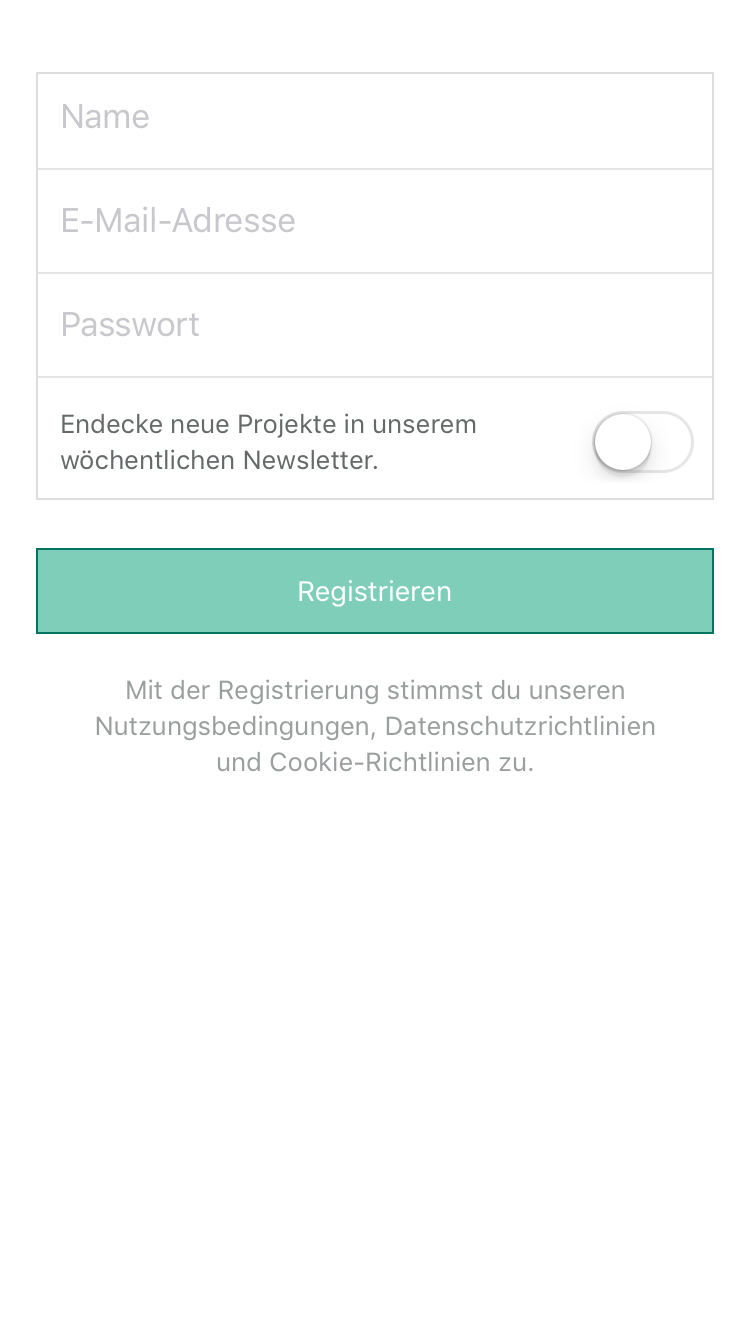 Name
E-Mail-Adresse
Passwort
Endecke neue Projekte in unserem
wöchentlichen Newsletter.
Registrieren
Mit der Registrierung stimmst du unseren
Nutzungsbedingungen, Datenschutzrichtlinien
und Cookie-Richtlinien zu.